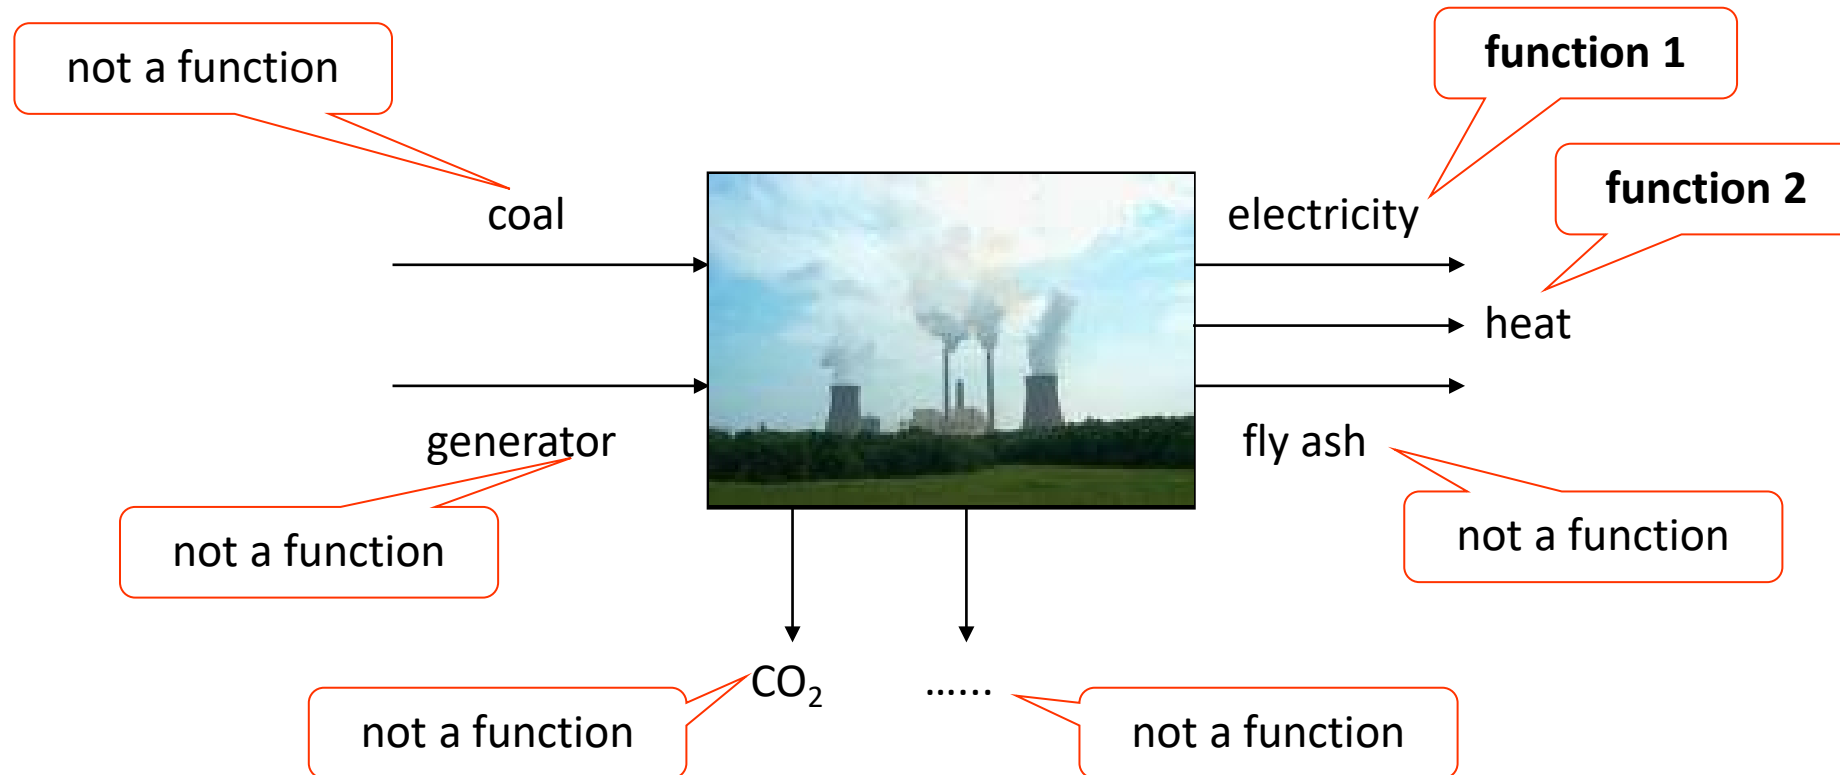 not a function
function 1
function 2
coal
electricity
heat
generator
fly ash
not a function
not a function
CO₂
......
not a function
not a function